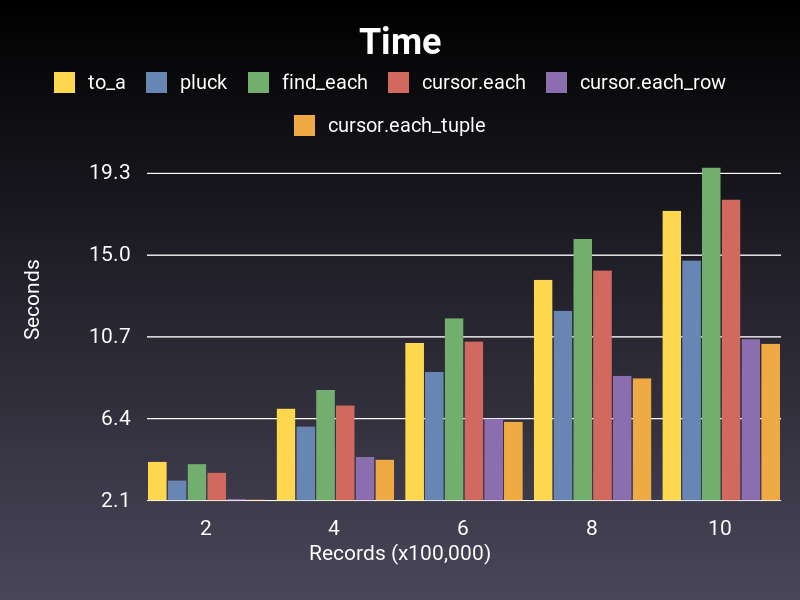 Time
to_a pluck find_each cursor.each cursor.each_row
cursor.each_tuple
19.3
15.0
10.7
6.4
2.1
Seconds
2 4 6 8 10
Records (x100,000)